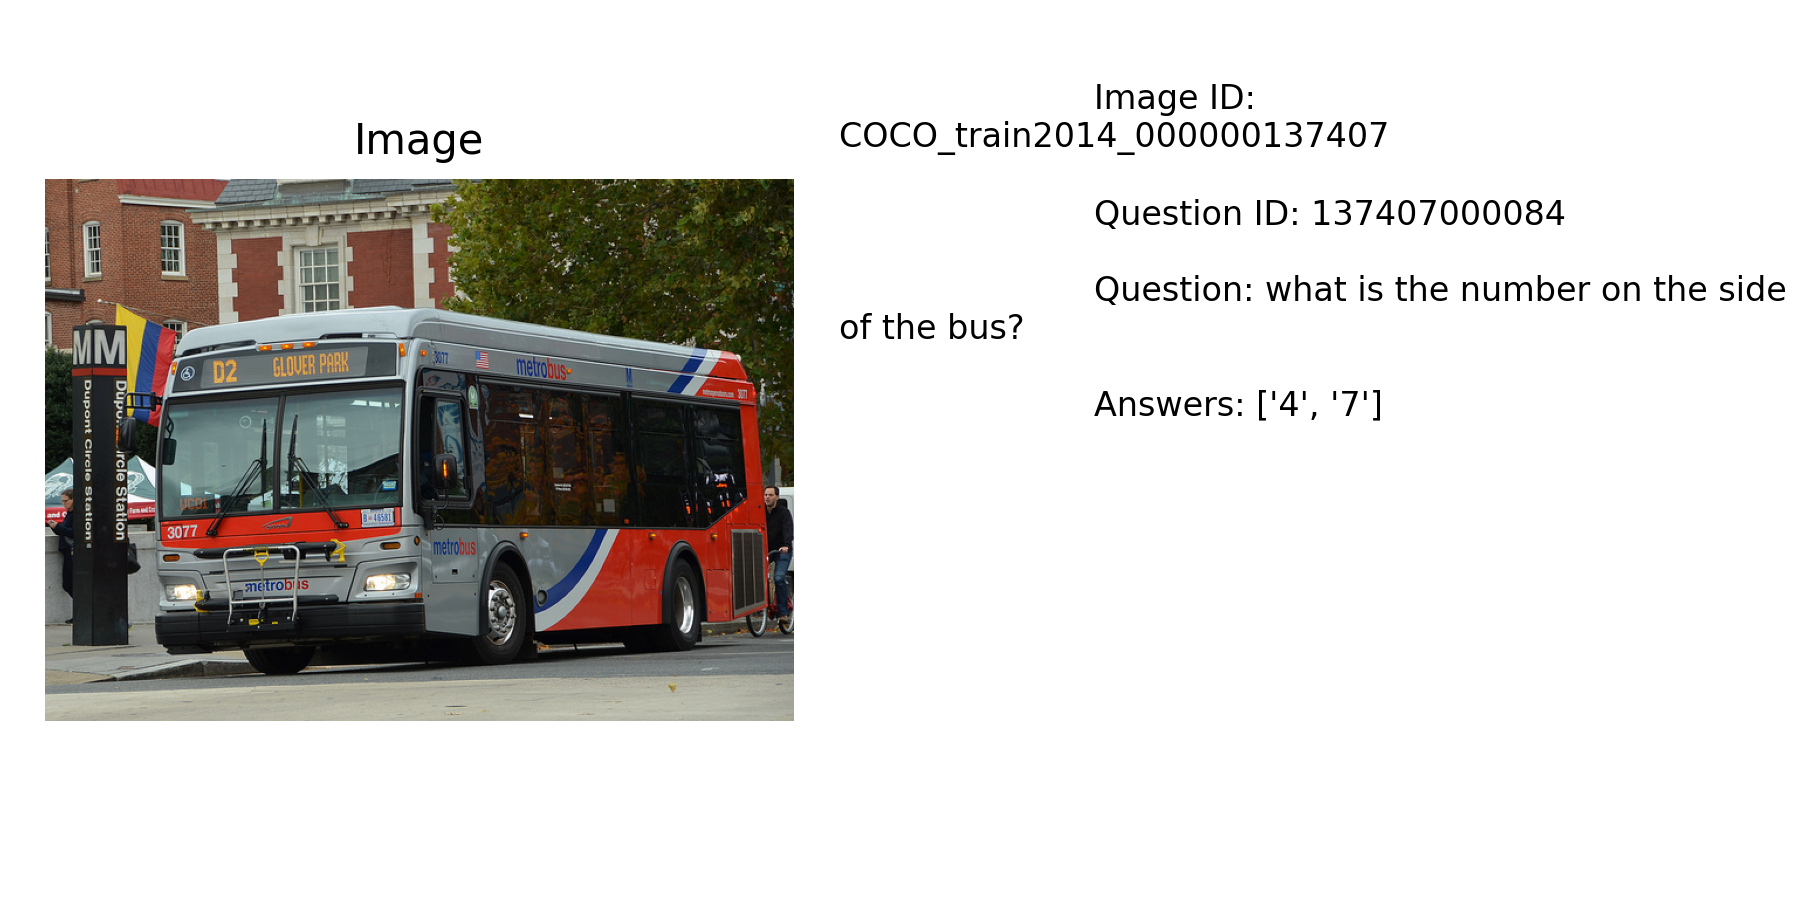 Image
Image ID:
COCO_train2014_000000137407
Question ID: 137407000084
Question: what is the number on the side
of the bus?
Answers: ['4', '7']
MM
Dupont Circle Station
Dupont Circle Station
D2 GLOVER PARK
3077
metrobus
M
3077
3077
metrobus
metrobus